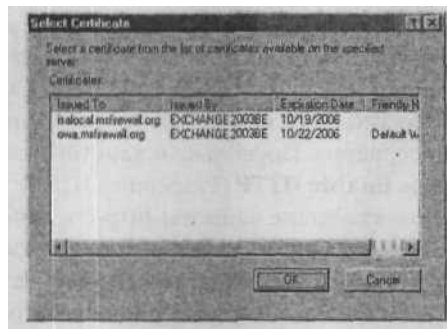 Select Certificate
Select a certificate from the list of certificates available on the specified
server.
Certificates:
Issued To Issued By Expiration Date Friendly N
isalocal.msfirewall.org EXCHANGE2003BE 10/19/2006
owa.msfirewall.org EXCHANGE2003BE 10/22/2006 Default W
OK Cancel